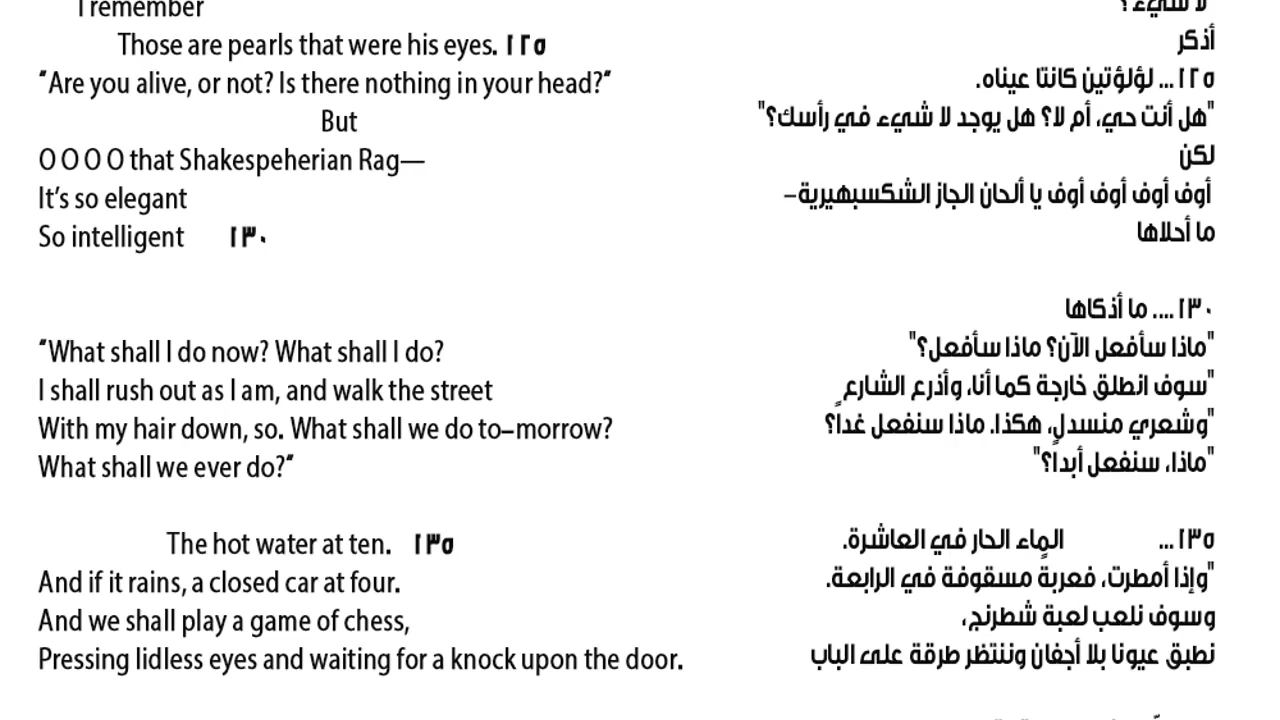 I remember
Those are pearls that were his eyes. ١٢٥
"Are you alive, or not? Is there nothing in your head?"
But
O O O O that Shakespeherian Rag—
It's so elegant
So intelligent ١٣٠
"What shall I do now? What shall I do?
I shall rush out as I am, and walk the street
With my hair down, so. What shall we do to–morrow?
What shall we ever do?"
The hot water at ten. ١٣٥
And if it rains, a closed car at four.
And we shall play a game of chess,
Pressing lidless eyes and waiting for a knock upon the door.
لا شيء؟
أذكر
١٢٥... لؤلؤتين كانتا عيناه.
"هل أنت حي، أم لا؟ هل يوجد لا شيء في رأسك؟"
لكن
أوف أوف أوف أوف يا ألحان الجاز الشكسبهيرية–
ما أحلاها
١٣٠.... ما أذكاها
"ماذا سأفعل الآن؟ ماذا سأفعل؟"
"سوف انطلق خارجة كما أنا، وأذرع الشارع
"وشعري منسدلٍ، هكذا. ماذا سنفعل غداً؟
"ماذا، سنفعل أبداً؟"
١٣٥... الماء الحار في العاشرة.
"وإذا أمطرت، فعربةٍ مسقوفة في الرابعة.
وسوف نلعب لعبة شطرنج،
نطبق عيونا بلا أجفان وننتظر طرقة على الباب